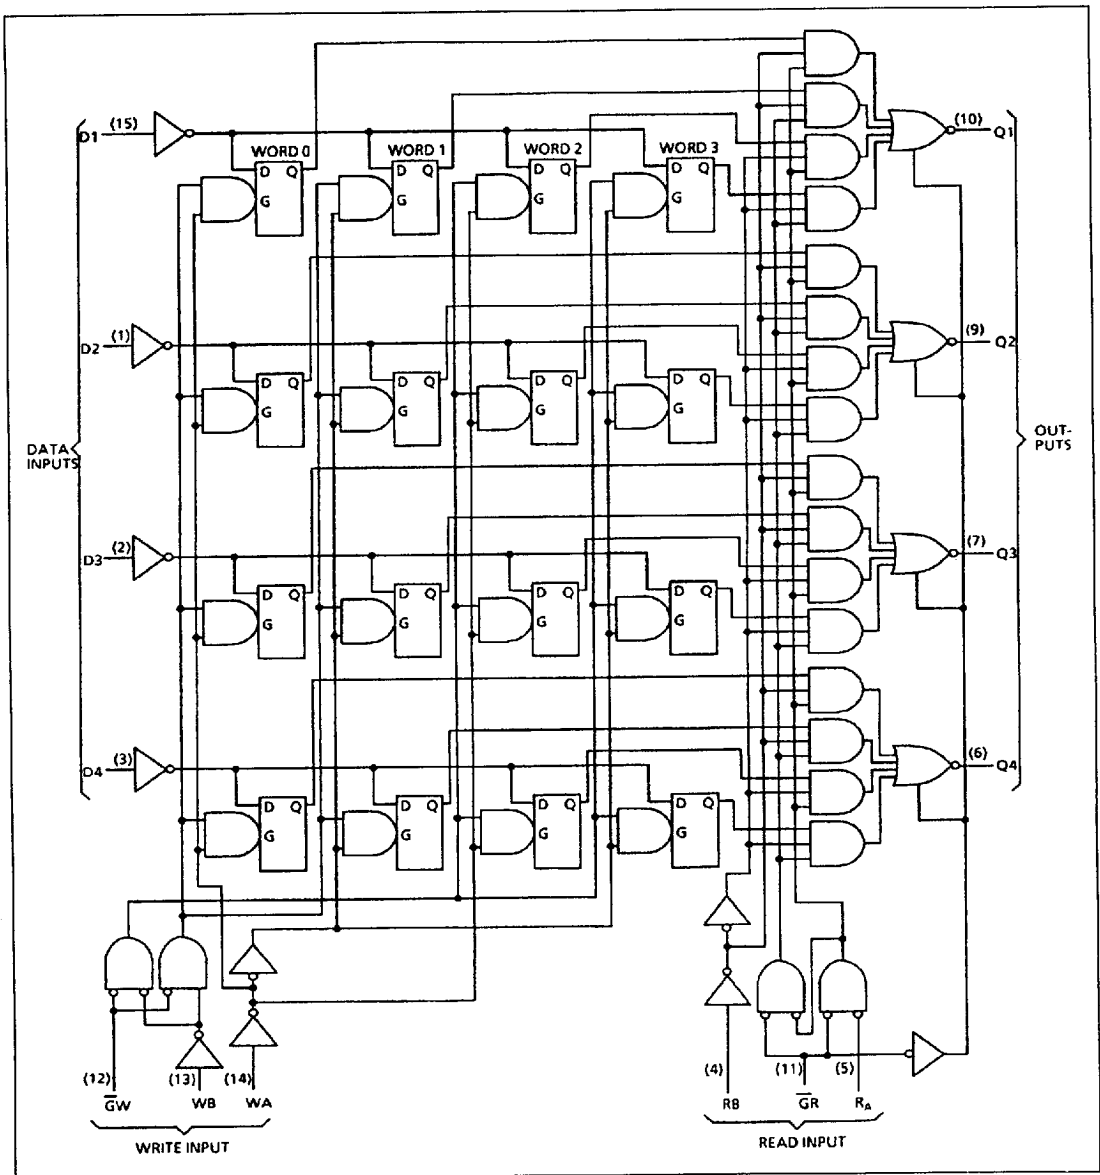 (15)
D1
WORD 0
WORD 1
WORD 2
WORD 3
D Q
G
D Q
G
D Q
G
D Q
G
(10)
Q1
(1)
D2
D Q
G
D Q
G
D Q
G
D Q
G
(9)
Q2
DATA
INPUTS
OUT-
PUTS
(2)
D3
D Q
G
D Q
G
D Q
G
D Q
G
(7)
Q3
(3)
D4
D Q
G
D Q
G
D Q
G
D Q
G
(6)
Q4
(12) (13) (14)
G̅W WB WA
WRITE INPUT
(4) (11) (5)
RB G̅R RA
READ INPUT